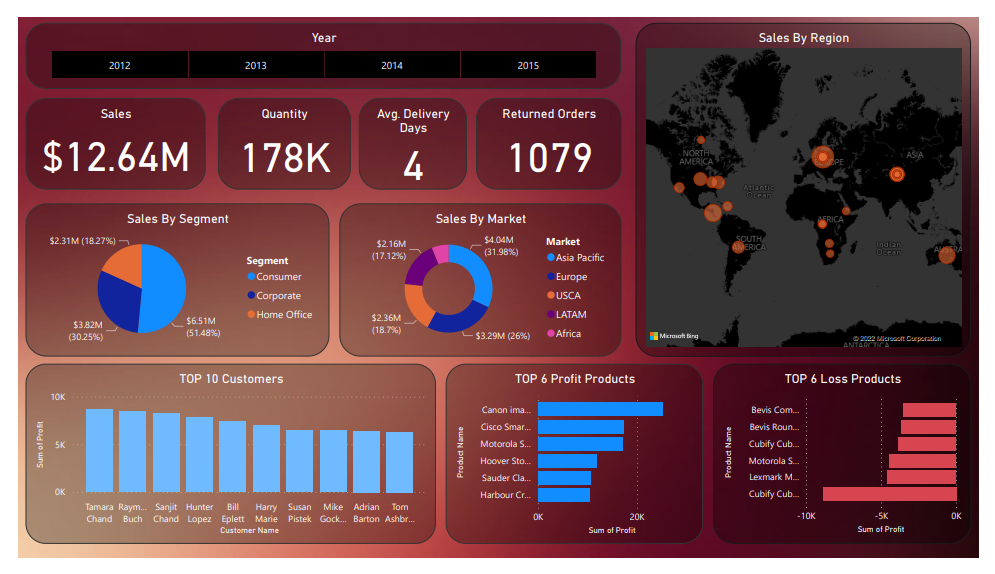 Year
2012 2013 2014 2015
Sales
$12.64M
Quantity
178K
Avg. Delivery
Days
4
Returned Orders
1079
Sales By Region
NORTH
AMERICA
ASIA
Atlantic
Ocean
AFRICA
SOUTH
AMERICA
Indian
Ocean
Microsoft Bing
© 2022 Microsoft Corporation
ANTARCTICA
Sales By Segment
$2.31M (18.27%)
$3.82M
(30.25%)
$6.51M
(51.48%)
Segment
Consumer
Corporate
Home Office
Sales By Market
$2.16M
(17.12%)
$4.04M
(31.98%)
$2.36M
(18.7%)
$3.29M (26%)
Market
Asia Pacific
Europe
USCA
LATAM
Africa
TOP 10 Customers
Sum of Profit
10K
5K
0K
Tamara Raym... Sanjit Hunter Bill Harry Susan Mike Adrian Tom
Chand Buch Chand Lopez Eplett Marie Pistek Gock... Barton Ashbr...
Customer Name
TOP 6 Profit Products
Product Name
Canon ima...
Cisco Smar...
Motorola S...
Hoover Sto...
Sauder Cla...
Harbour Cr...
0K 20K
Sum of Profit
TOP 6 Loss Products
Product Name
Bevis Com...
Bevis Roun...
Cubify Cub...
Motorola S...
Lexmark M...
Cubify Cub...
-10K -5K 0K
Sum of Profit